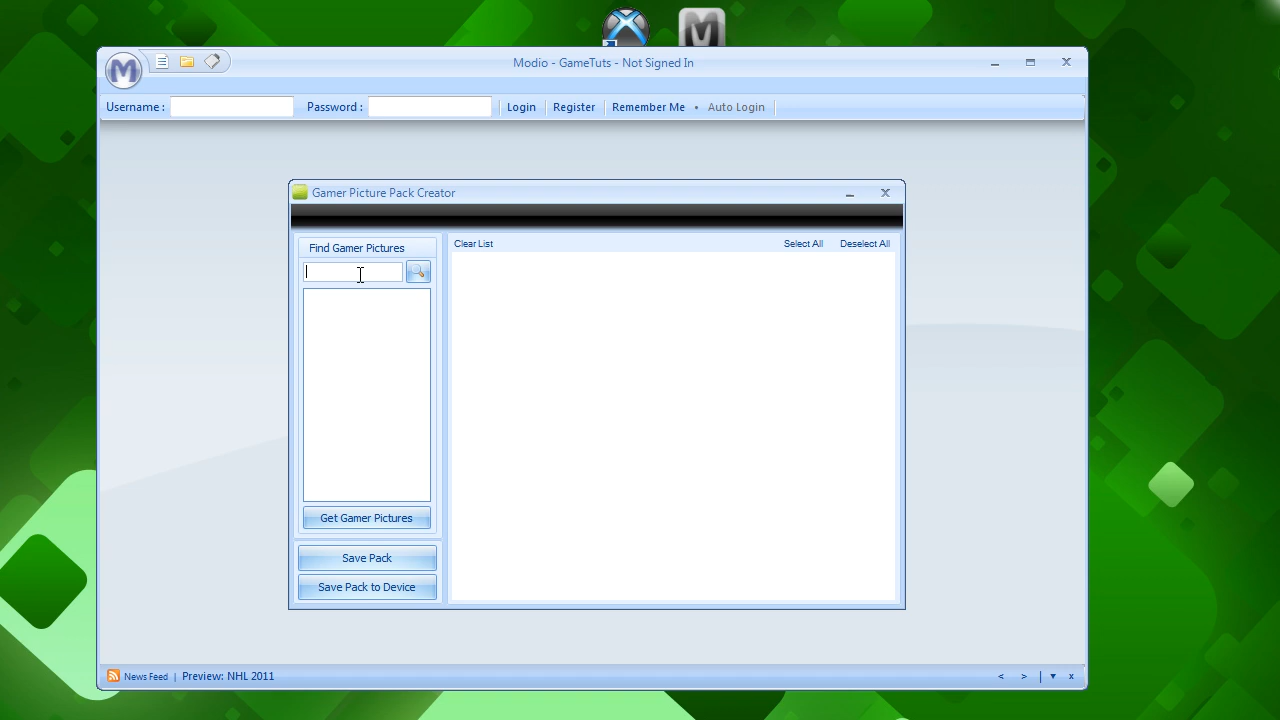 Modio - GameTuts - Not Signed In
Username : Password : Login Register Remember Me • Auto Login
Gamer Picture Pack Creator
Find Gamer Pictures
Clear List Select All Deselect All
Get Gamer Pictures
Save Pack
Save Pack to Device
News Feed | Preview: NHL 2011 < > | ▾ x